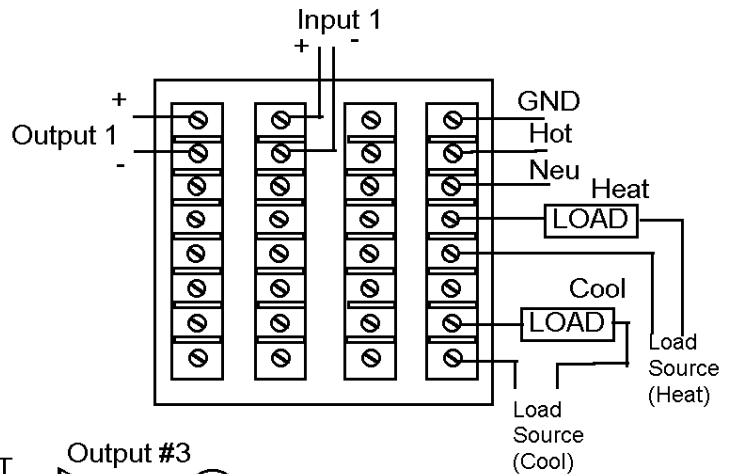 Input 1
+ -
+
Output 1
-
GND
Hot
Neu
Heat
LOAD
Cool
LOAD
Load
Source
(Heat)
Load
Source
(Cool)
Output #3